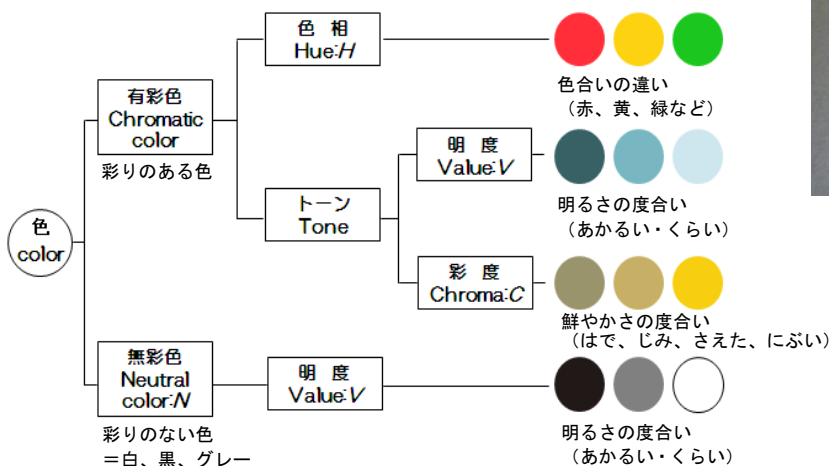 色
color
有彩色
Chromatic
color
彩りのある色
色 相
Hue:H
色合いの違い
（赤、黄、緑など）
トーン
Tone
明 度
Value:V
明るさの度合い
（あかるい・くらい）
彩 度
Chroma:C
鮮やかさの度合い
（はで、じみ、さえた、にぶい）
無彩色
Neutral
color:N
彩りのない色
＝白、黒、グレー
明 度
Value:V
明るさの度合い
（あかるい・くらい）